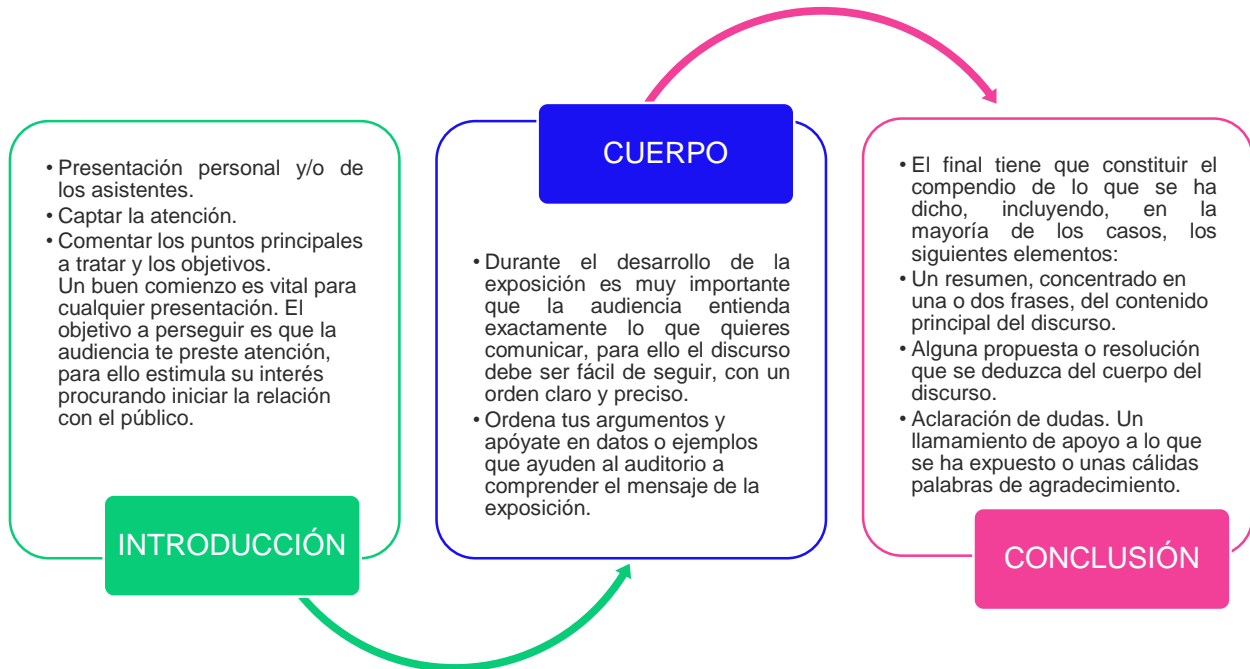 • Presentación personal y/o de
los asistentes.
• Captar la atención.
• Comentar los puntos principales
a tratar y los objetivos.
Un buen comienzo es vital para
cualquier presentación. El
objetivo a perseguir es que la
audiencia te preste atención,
para ello estimula su interés
procurando iniciar la relación
con el público.
INTRODUCCIÓN
CUERPO
• Durante el desarrollo de la
exposición es muy importante
que la audiencia entienda
exactamente lo que quieres
comunicar, para ello el discurso
debe ser fácil de seguir, con un
orden claro y preciso.
• Ordena tus argumentos y
apóyate en datos o ejemplos
que ayuden al auditorio a
comprender el mensaje de la
exposición.
• El final tiene que constituir el
compendio de lo que se ha
dicho, incluyendo, en la
mayoría de los casos, los
siguientes elementos:
• Un resumen, concentrado en
una o dos frases, del contenido
principal del discurso.
• Alguna propuesta o resolución
que se deduzca del cuerpo del
discurso.
• Aclaración de dudas. Un
llamamiento de apoyo a lo que
se ha expuesto o unas cálidas
palabras de agradecimiento.
CONCLUSIÓN